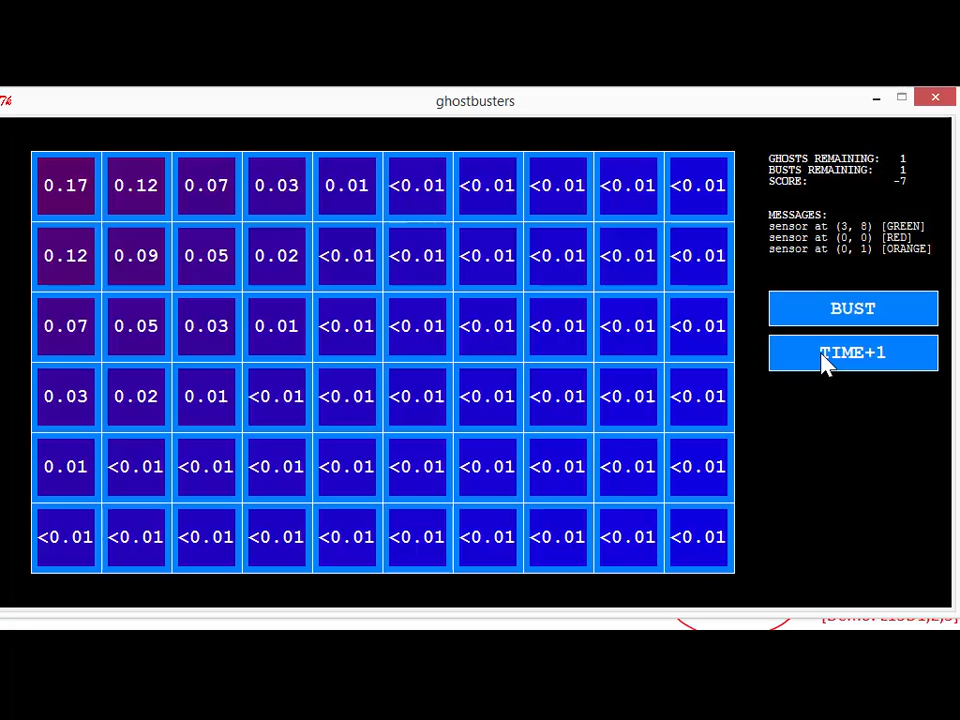 7k
ghostbusters
0.17 0.12 0.07 0.03 0.01 <0.01 <0.01 <0.01 <0.01 <0.01
0.12 0.09 0.05 0.02 <0.01 <0.01 <0.01 <0.01 <0.01 <0.01
0.07 0.05 0.03 0.01 <0.01 <0.01 <0.01 <0.01 <0.01 <0.01
0.03 0.02 0.01 <0.01 <0.01 <0.01 <0.01 <0.01 <0.01 <0.01
0.01 <0.01 <0.01 <0.01 <0.01 <0.01 <0.01 <0.01 <0.01 <0.01
<0.01 <0.01 <0.01 <0.01 <0.01 <0.01 <0.01 <0.01 <0.01 <0.01
GHOSTS REMAINING: 1
BUSTS REMAINING: 1
SCORE: -7
MESSAGES:
sensor at (3, 8) [GREEN]
sensor at (0, 0) [RED]
sensor at (0, 1) [ORANGE]
BUST
TIME+1